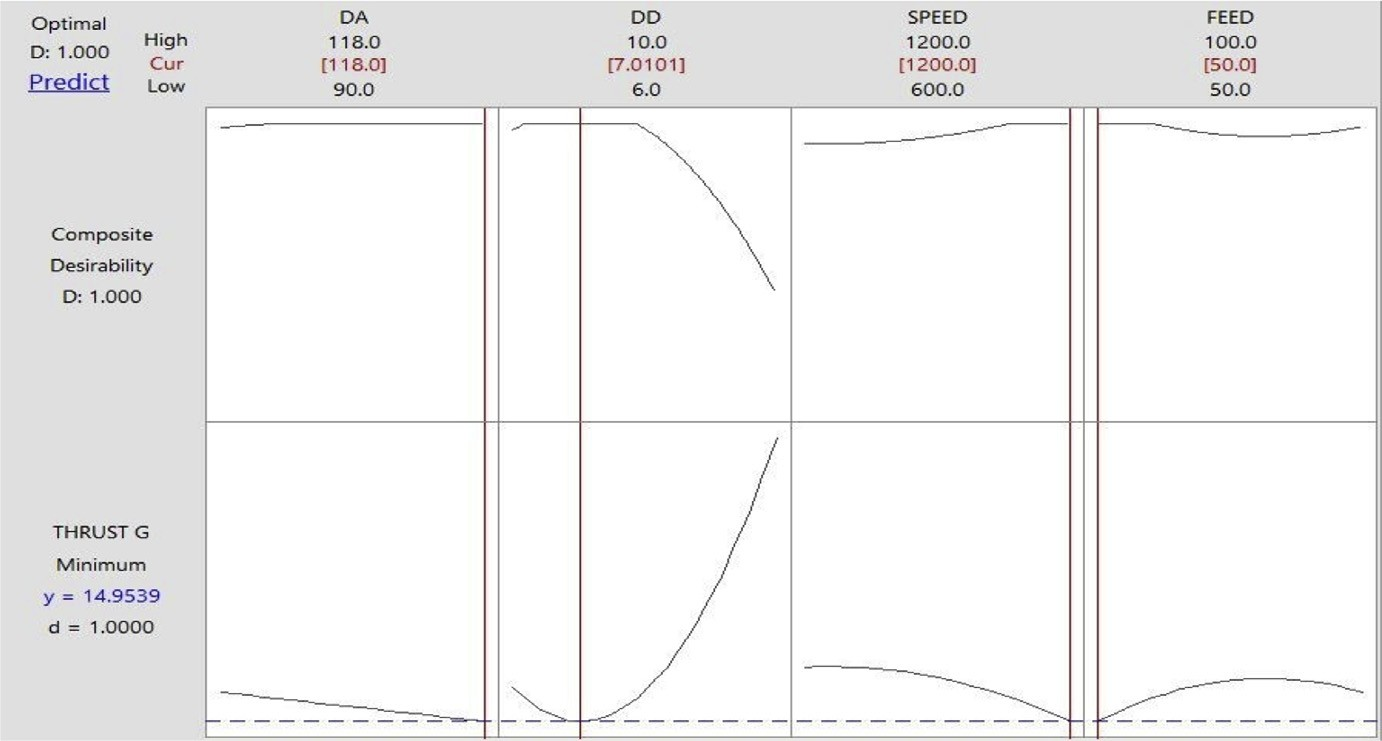 Optimal
D: 1.000
Predict
High
Cur
Low
DA
118.0
[118.0]
90.0
DD
10.0
[7.0101]
6.0
SPEED
1200.0
[1200.0]
600.0
FEED
100.0
[50.0]
50.0
Composite
Desirability
D: 1.000
THRUST G
Minimum
y = 14.9539
d = 1.0000